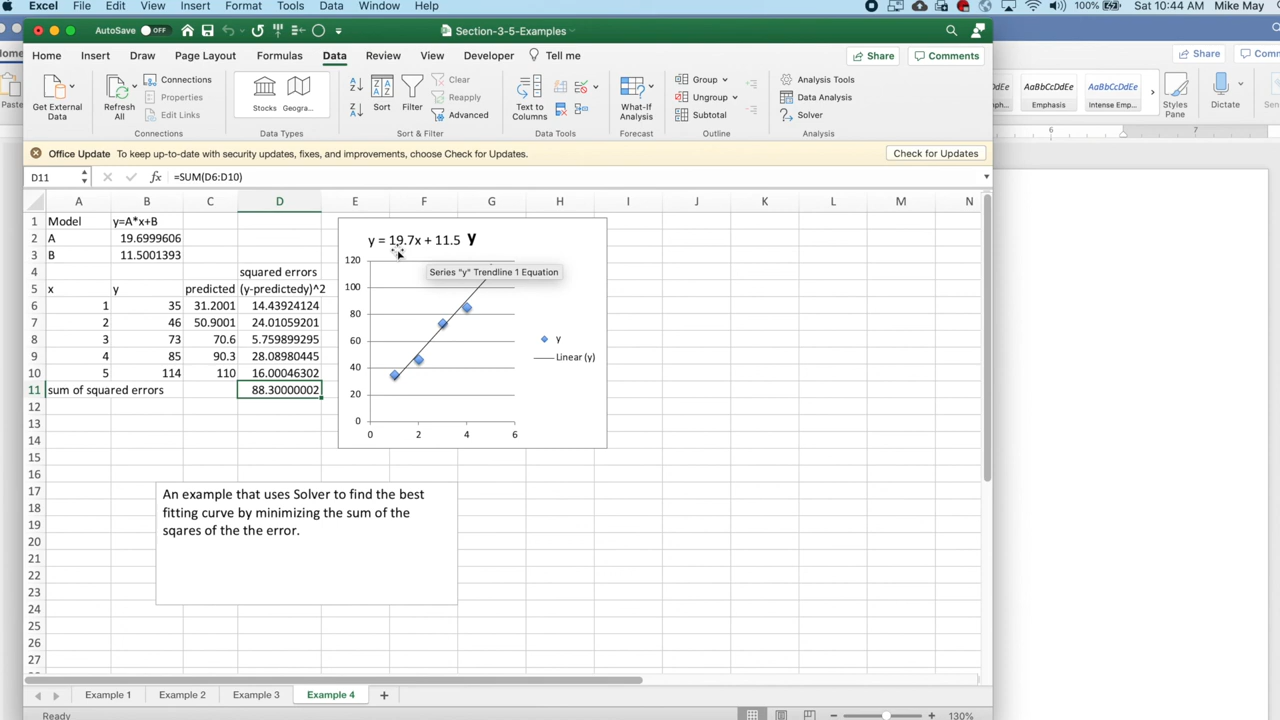 Excel File Edit View Insert Format Tools Data Window Help 100% Sat 10:44 AM Mike May
AutoSave OFF Section-3-5-Examples
Home Insert Draw Page Layout Formulas Data Review View Developer Tell me Share Comments
Get External Data
Refresh All
Connections
Properties
Edit Links
Connections
Stocks Geogra...
Data Types
Sort
Filter
Clear
Reapply
Advanced
Sort & Filter
Text to Columns
Data Tools
What-If Analysis
Forecast
Group
Ungroup
Subtotal
Outline
Analysis Tools
Data Analysis
Solver
Analysis
Office Update To keep up-to-date with security updates, fixes, and improvements, choose Check for Updates. Check for Updates
D11 fx =SUM(D6:D10)
A B C D E F G H I J K L M N
1 Model y=A*x+B
2 A 19.6999606
3 B 11.5001393
4 squared errors
5 x y predicted (y-predictedy)^2
6 1 35 31.2001 14.43924124
7 2 46 50.9001 24.01059201
8 3 73 70.6 5.759899295
9 4 85 90.3 28.08980445
10 5 114 110 16.00046302
11 sum of squared errors 88.30000002
12
13
14
15
16
17
18
19
20
21
22
23
24
25
26
27
y = 19.7x + 11.5 y
Series "y" Trendline 1 Equation
120
100
80
60
40
20
0
0 2 4 6
y
Linear (y)
An example that uses Solver to find the best
fitting curve by minimizing the sum of the
sqares of the the error.
Example 1 Example 2 Example 3 Example 4 +
Ready 130%
Share
AaBbCcDdEe AaBbCcDdEe
Emphasis Intense Emp...
Styles Pane
Dictate
6 7